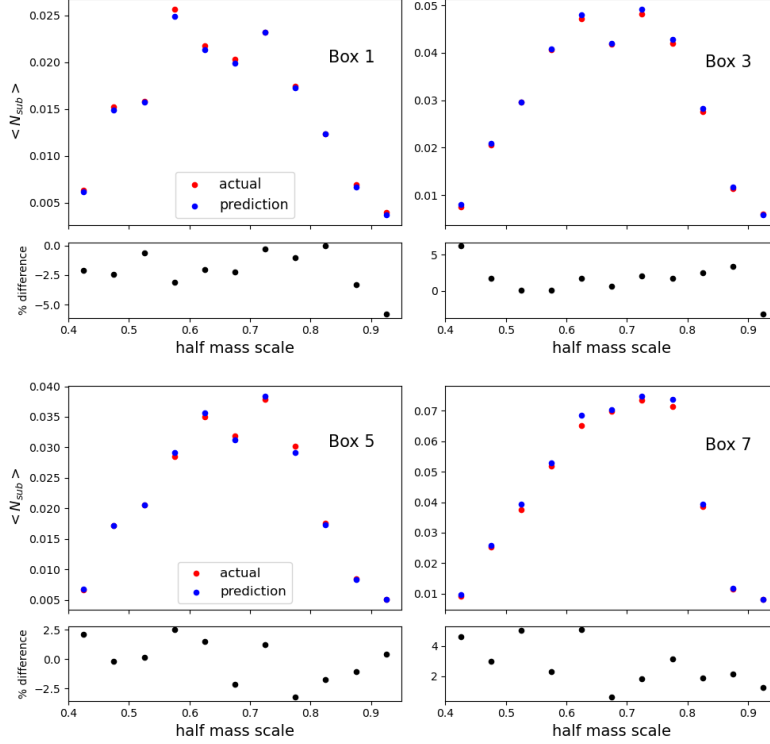 0.025
0.020
0.015
0.010
0.005
< N_sub >
Box 1
actual
prediction
0.0
−2.5
−5.0
% difference
0.4 0.5 0.6 0.7 0.8 0.9
half mass scale
0.05
0.04
0.03
0.02
0.01
Box 3
5
0
0.4 0.5 0.6 0.7 0.8 0.9
half mass scale
0.040
0.035
0.030
0.025
0.020
0.015
0.010
0.005
< N_sub >
Box 5
actual
prediction
2.5
0.0
−2.5
% difference
0.4 0.5 0.6 0.7 0.8 0.9
half mass scale
0.07
0.06
0.05
0.04
0.03
0.02
0.01
Box 7
4
2
0.4 0.5 0.6 0.7 0.8 0.9
half mass scale